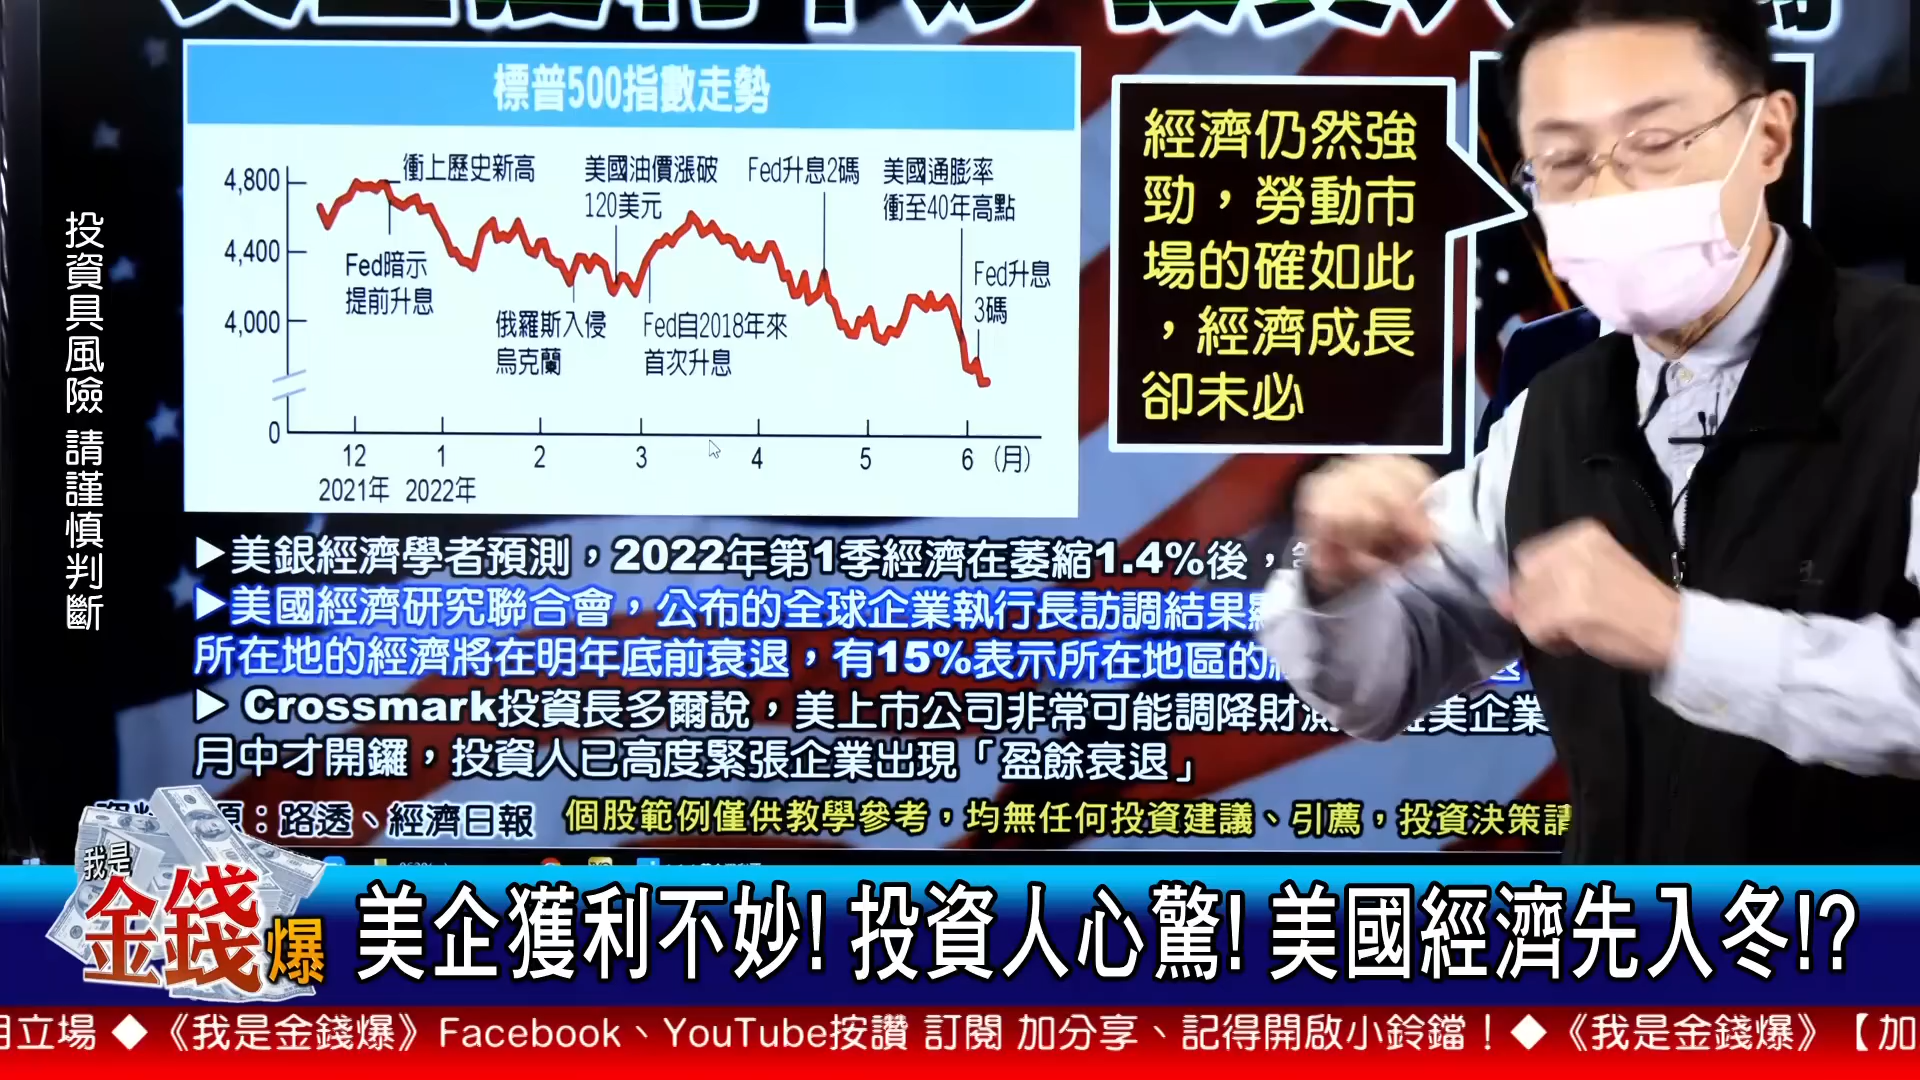 標普500指數走勢
4,800
4,400
4,000
0
衝上歷史新高
Fed暗示
提前升息
俄羅斯入侵
烏克蘭
美國油價漲破
120美元
Fed自2018年來
首次升息
Fed升息2碼
美國通膨率
衝至40年高點
Fed升息
3碼
12 1 2 3 4 5 6 (月)
2021年 2022年
經濟仍然強
勁，勞動市
場的確如此
，經濟成長
卻未必
投資具風險 請謹慎判斷
▶美銀經濟學者預測，2022年第1季經濟在萎縮1.4%後，
▶美國經濟研究聯合會，公布的全球企業執行長訪調結果
所在地的經濟將在明年底前衰退，有15%表示所在地區的
▶ Crossmark投資長多爾說，美上市公司非常可能調降財 美企業
月中才開鑼，投資人已高度緊張企業出現「盈餘衰退」
：路透、經濟日報
個股範例僅供教學參考，均無任何投資建議、引薦，投資決策請
我是
金錢爆
美企獲利不妙! 投資人心驚! 美國經濟先入冬!?
立場 ◆《我是金錢爆》Facebook、YouTube按讚 訂閱 加分享、記得開啟小鈴鐺！◆《我是金錢爆》【加